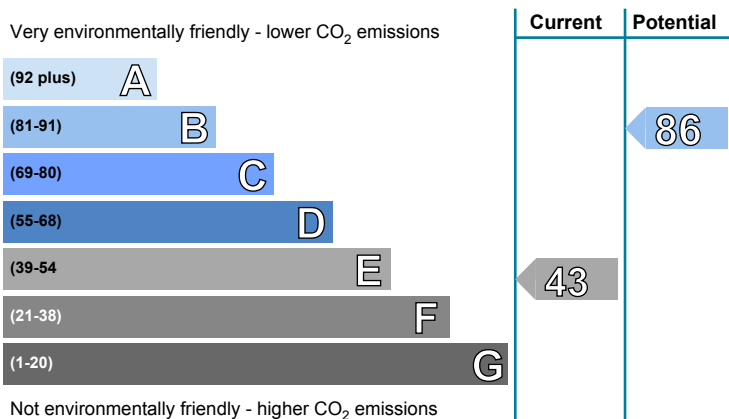 Current Potential
Very environmentally friendly - lower CO2 emissions
(92 plus) A
(81-91) B
86
(69-80) C
(55-68) D
(39-54 E
43
(21-38) F
(1-20) G
Not environmentally friendly - higher CO2 emissions